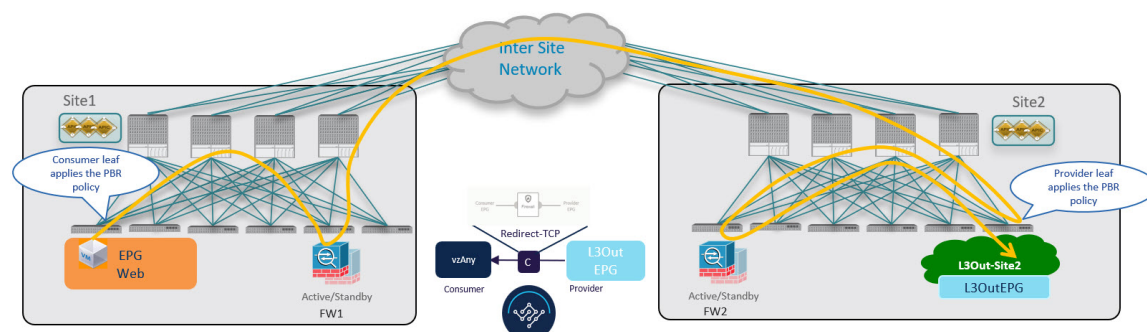 Inter Site
Network
Site1
Site2
Consumer leaf
applies the PBR
policy
Provider leaf
applies the PBR
policy
Consumer
EPG
Firewall
Provider
EPG
Redirect-TCP
VM
EPG
Web
vzAny
C
L3Out
EPG
Consumer
Provider
Active/Standby
FW1
Active/Standby
FW2
L3Out-Site2
L3OutEPG